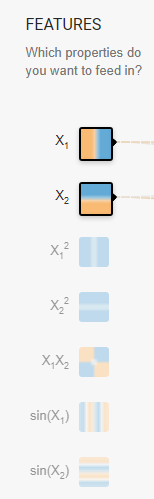 FEATURES
Which properties do
you want to feed in?
X₁
X₂
X₁²
X₂²
X₁X₂
sin(X₁)
sin(X₂)